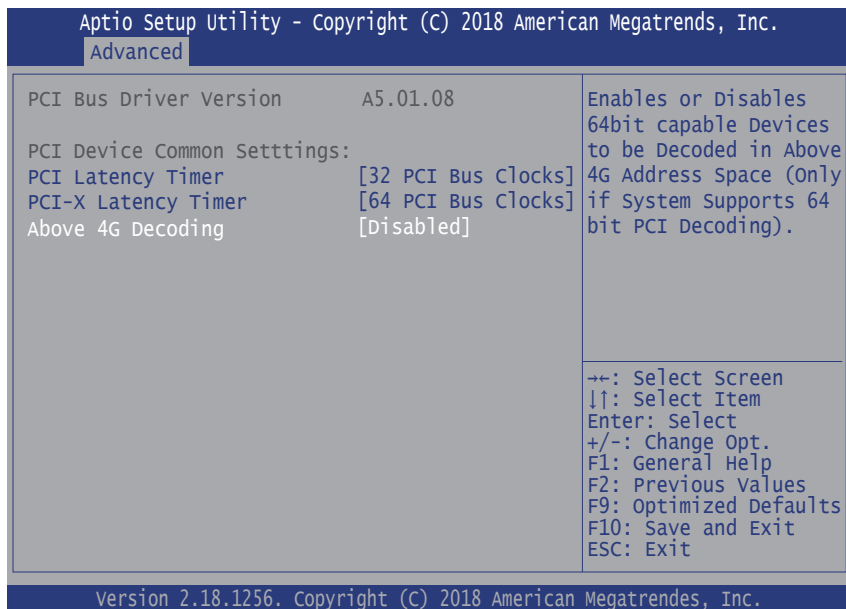 Aptio Setup Utility - Copyright (C) 2018 American Megatrends, Inc.
Advanced
PCI Bus Driver Version A5.01.08
PCI Device Common Setttings:
PCI Latency Timer [32 PCI Bus Clocks]
PCI-X Latency Timer [64 PCI Bus Clocks]
Above 4G Decoding [Disabled]
Enables or Disables
64bit capable Devices
to be Decoded in Above
4G Address Space (Only
if System Supports 64
bit PCI Decoding).
→←: Select Screen
↓↑: Select Item
Enter: Select
+/-: Change Opt.
F1: General Help
F2: Previous Values
F9: Optimized Defaults
F10: Save and Exit
ESC: Exit
Version 2.18.1256. Copyright (C) 2018 American Megatrendes, Inc.